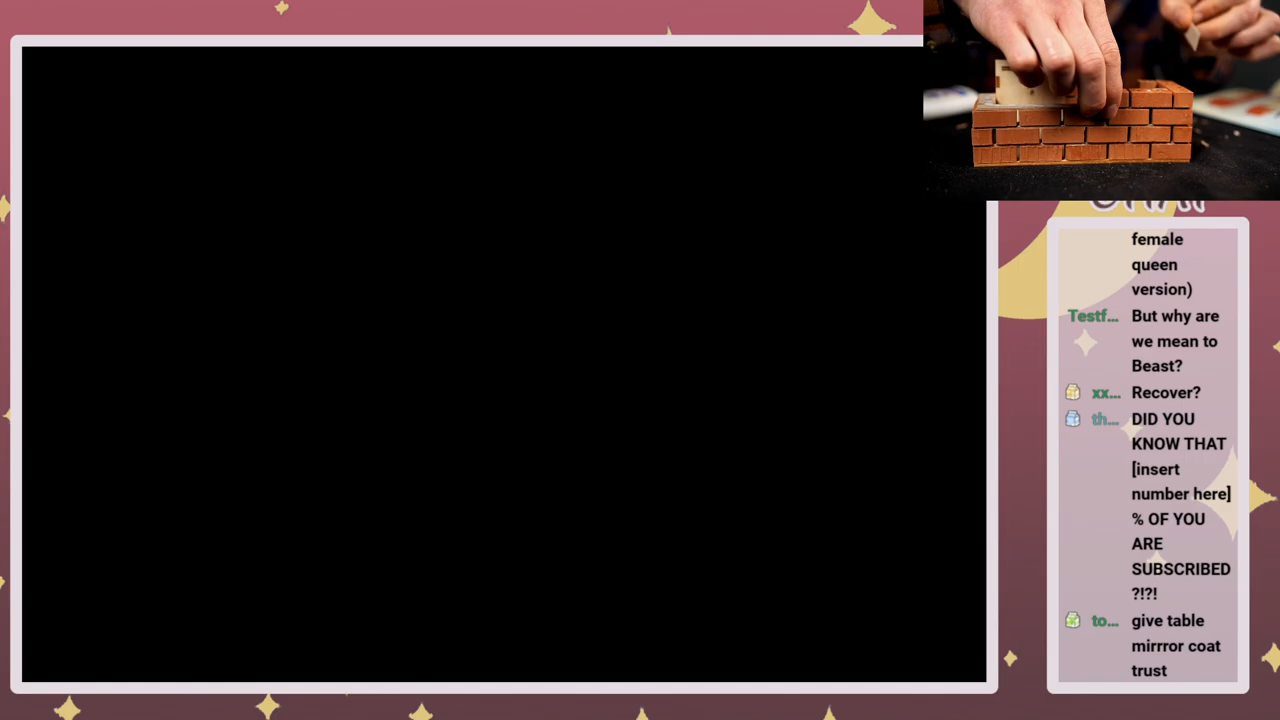 female
queen
version)
Testf... But why are
we mean to
Beast?
xx... Recover?
th... DID YOU
KNOW THAT
[insert
number here]
% OF YOU
ARE
SUBSCRIBED
?!?!
to... give table
mirrror coat
trust